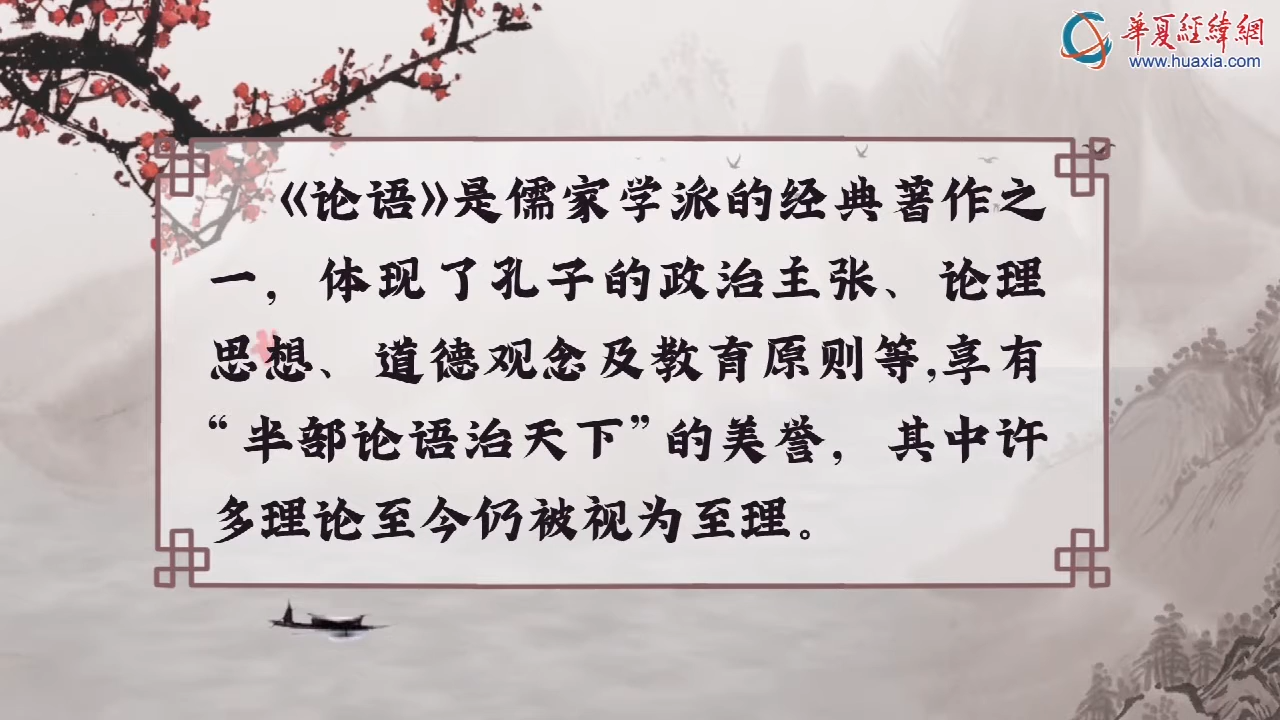 華夏經緯網
www.huaxia.com
《论语》是儒家学派的经典著作之
一，体现了孔子的政治主张、论理
思想、道德观念及教育原则等,享有
“半部论语治天下”的美誉，其中许
多理论至今仍被视为至理。